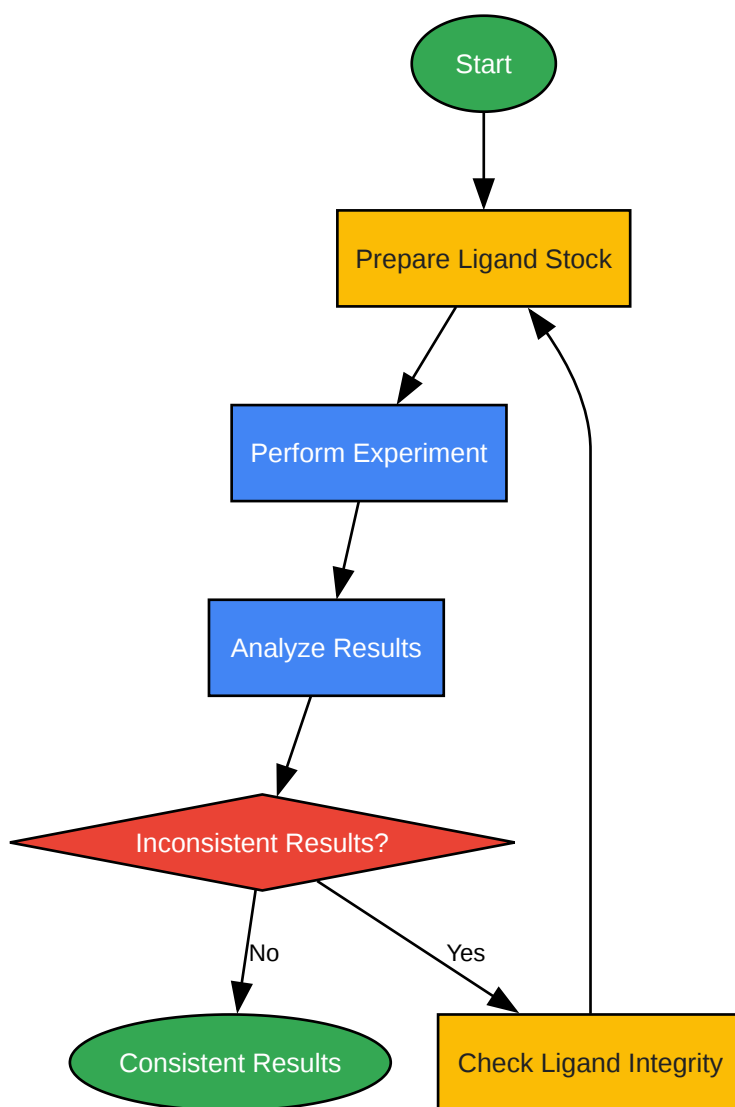 Start
Prepare Ligand Stock
Perform Experiment
Analyze Results
Inconsistent Results?
No
Yes
Consistent Results
Check Ligand Integrity